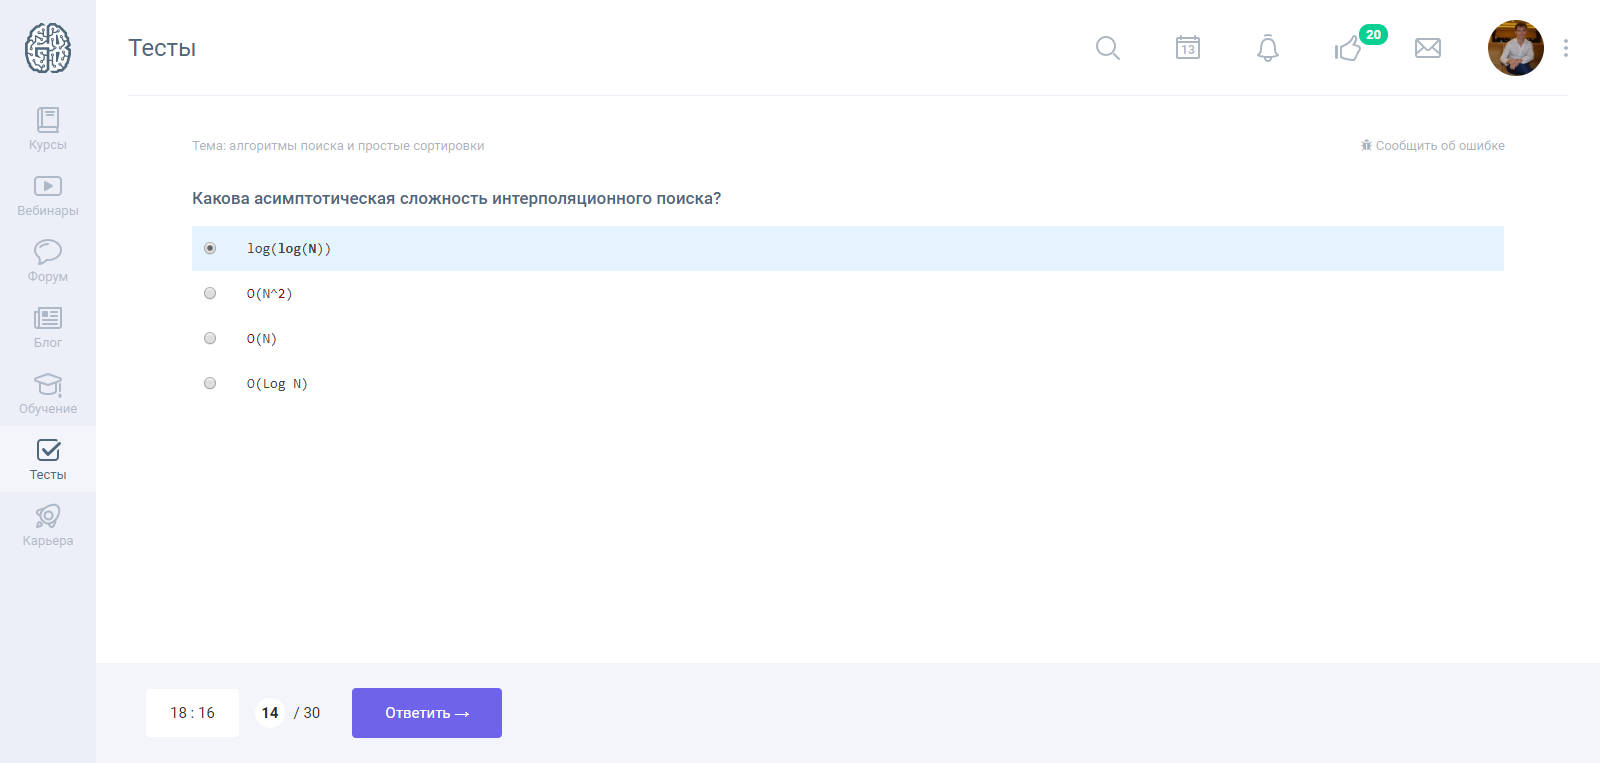 Тесты
13
20
Курсы
Вебинары
Форум
Блог
Обучение
Тесты
Карьера
Тема: алгоритмы поиска и простые сортировки
Сообщить об ошибке
Какова асимптотическая сложность интерполяционного поиска?
log(log(N))
O(N^2)
O(N)
O(Log N)
18 : 16
14 / 30
Ответить →